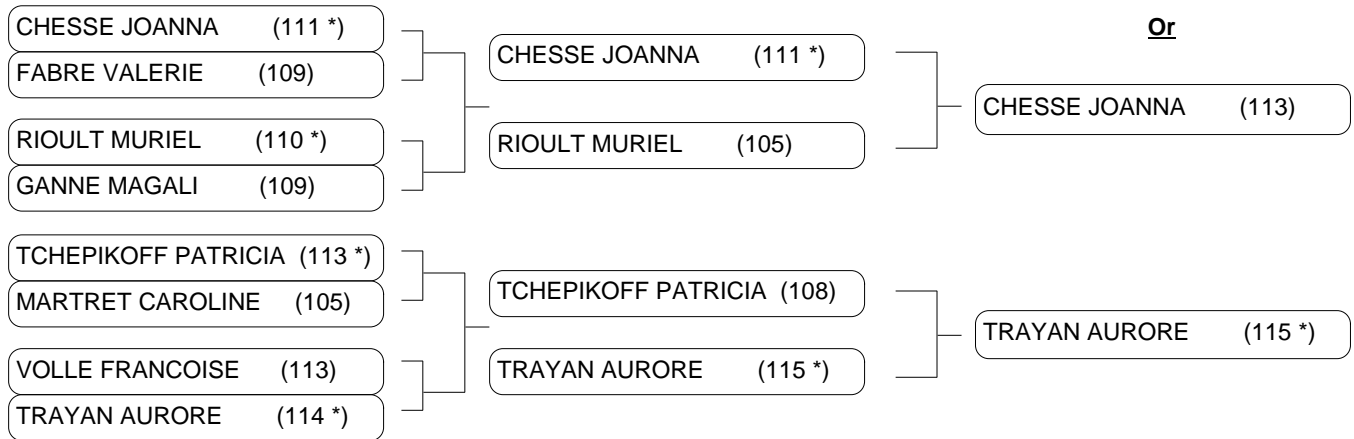 CHESSE JOANNA (111 *)
FABRE VALERIE (109)
RIOULT MURIEL (110 *)
GANNE MAGALI (109)
TCHEPIKOFF PATRICIA (113 *)
MARTRET CAROLINE (105)
VOLLE FRANCOISE (113)
TRAYAN AURORE (114 *)
CHESSE JOANNA (111 *)
RIOULT MURIEL (105)
TCHEPIKOFF PATRICIA (108)
TRAYAN AURORE (115 *)
Or
CHESSE JOANNA (113)
TRAYAN AURORE (115 *)